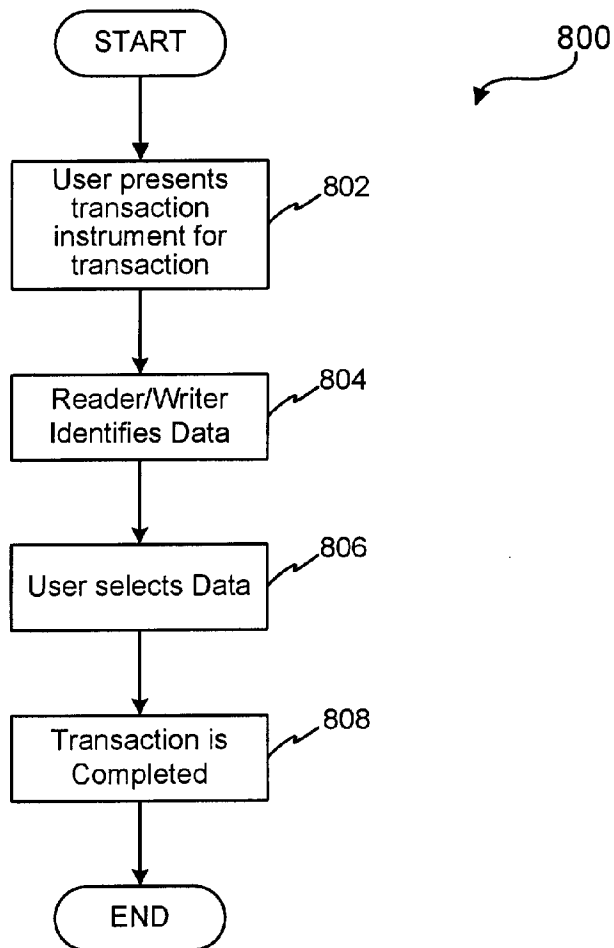 START
800
User presents
transaction
instrument for
transaction
802
Reader/Writer
Identifies Data
804
User selects Data
806
Transaction is
Completed
808
END